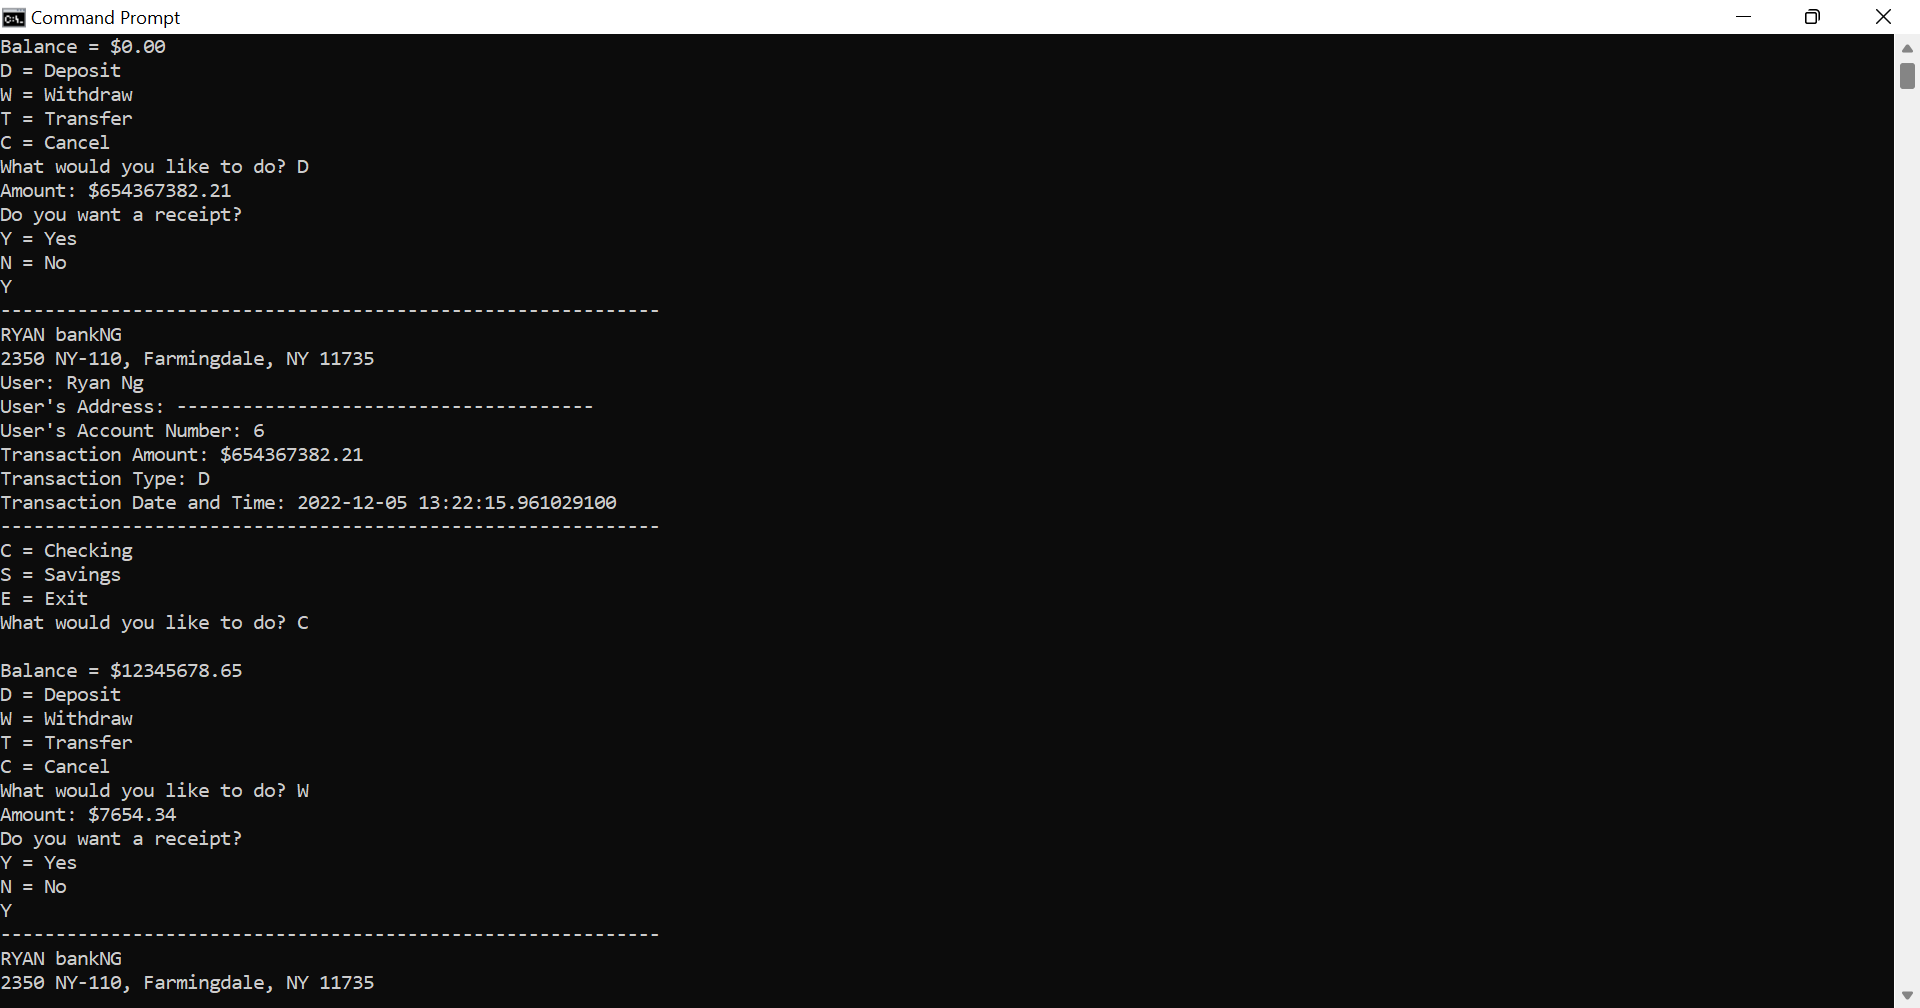 Command Prompt
Balance = $0.00
D = Deposit
W = Withdraw
T = Transfer
C = Cancel
What would you like to do? D
Amount: $654367382.21
Do you want a receipt?
Y = Yes
N = No
Y
------------------------------------------------------------
RYAN bankNG
2350 NY-110, Farmingdale, NY 11735
User: Ryan Ng
User's Address: --------------------------------------
User's Account Number: 6
Transaction Amount: $654367382.21
Transaction Type: D
Transaction Date and Time: 2022-12-05 13:22:15.961029100
------------------------------------------------------------
C = Checking
S = Savings
E = Exit
What would you like to do? C
Balance = $12345678.65
D = Deposit
W = Withdraw
T = Transfer
C = Cancel
What would you like to do? W
Amount: $7654.34
Do you want a receipt?
Y = Yes
N = No
Y
------------------------------------------------------------
RYAN bankNG
2350 NY-110, Farmingdale, NY 11735